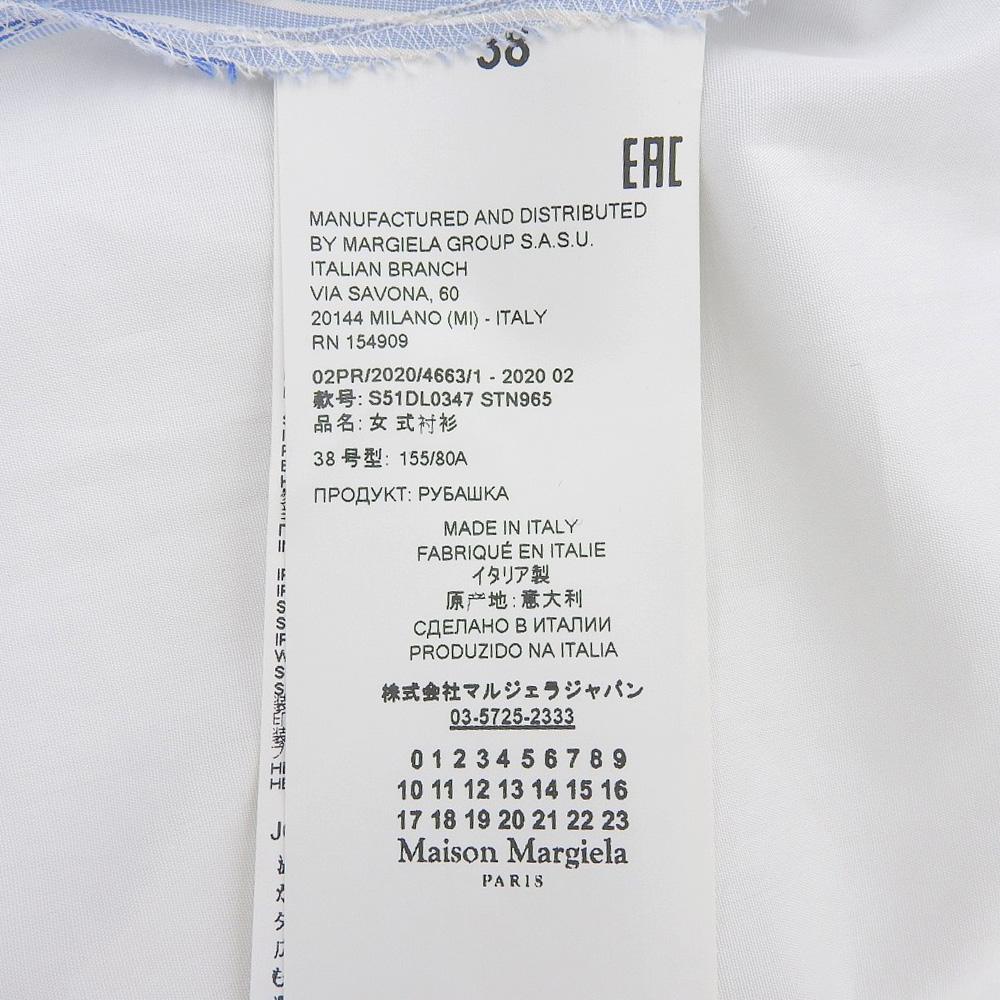 38
EAC
MANUFACTURED AND DISTRIBUTED
BY MARGIELA GROUP S.A.S.U.
ITALIAN BRANCH
VIA SAVONA, 60
20144 MILANO (MI) - ITALY
RN 154909
02PR/2020/4663/1 - 2020 02
款号: S51DL0347 STN965
品名: 女式衬衫
38 号型: 155/80A
ПРОДУКТ: РУБАШКА
MADE IN ITALY
FABRIQUÉ EN ITALIE
イタリア製
原产地: 意大利
СДЕЛАНО В ИТАЛИИ
PRODUZIDO NA ITALIA
株式会社マルジェラジャパン
03-5725-2333
0 1 2 3 4 5 6 7 8 9
10 11 12 13 14 15 16
17 18 19 20 21 22 23
Maison Margiela
PARIS